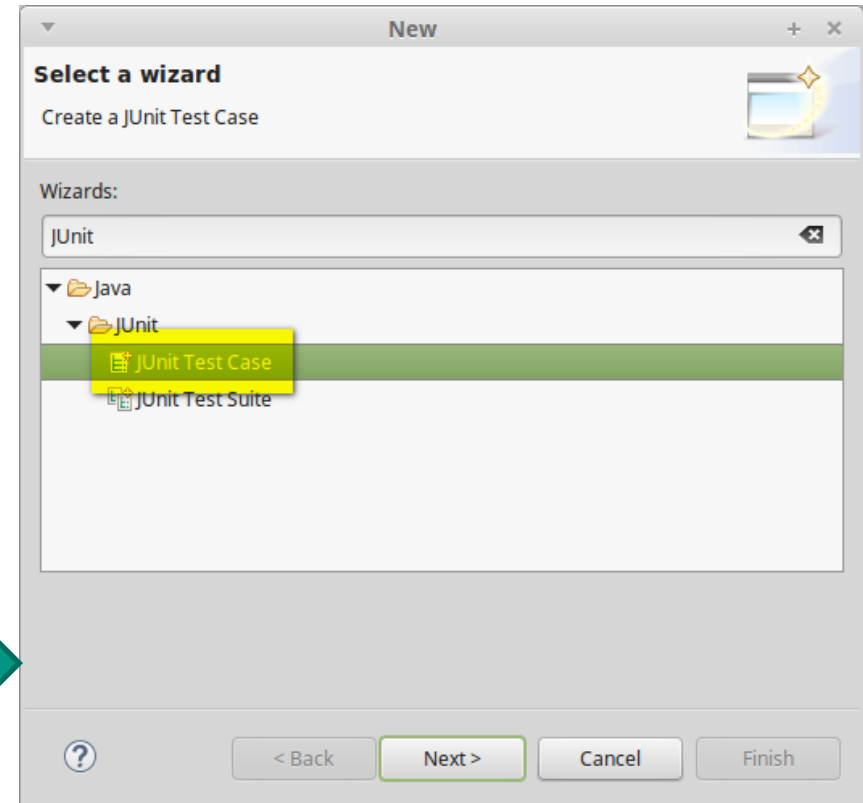 New
Select a wizard
Create a JUnit Test Case
Wizards:
JUnit
Java
JUnit
JUnit Test Case
JUnit Test Suite
< Back Next > Cancel Finish